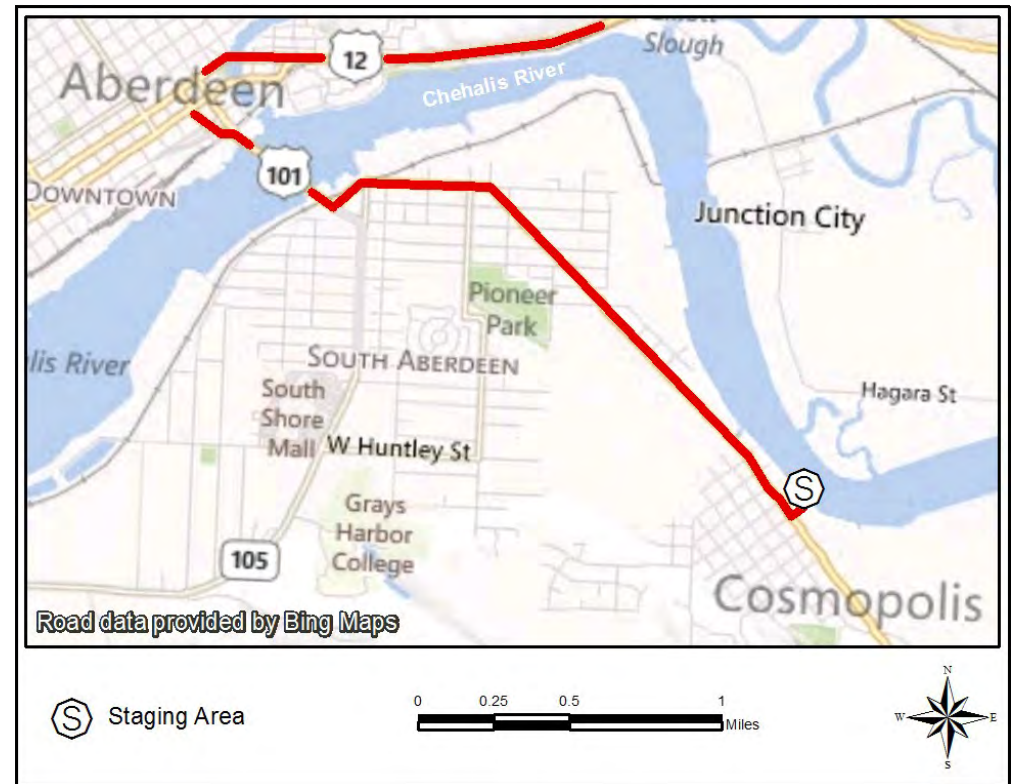 Slough
12
Aberdeen
Chehalis River
101
DOWNTOWN
Junction City
Pioneer
Park
SOUTH ABERDEEN
lis River
South
Shore
Mall
Hagara St
W Huntley St
S
Grays
Harbor
College
105
Cosmopolis
Road data provided by Bing Maps
S Staging Area
0 0.25 0.5 1
Miles
N
W E
S